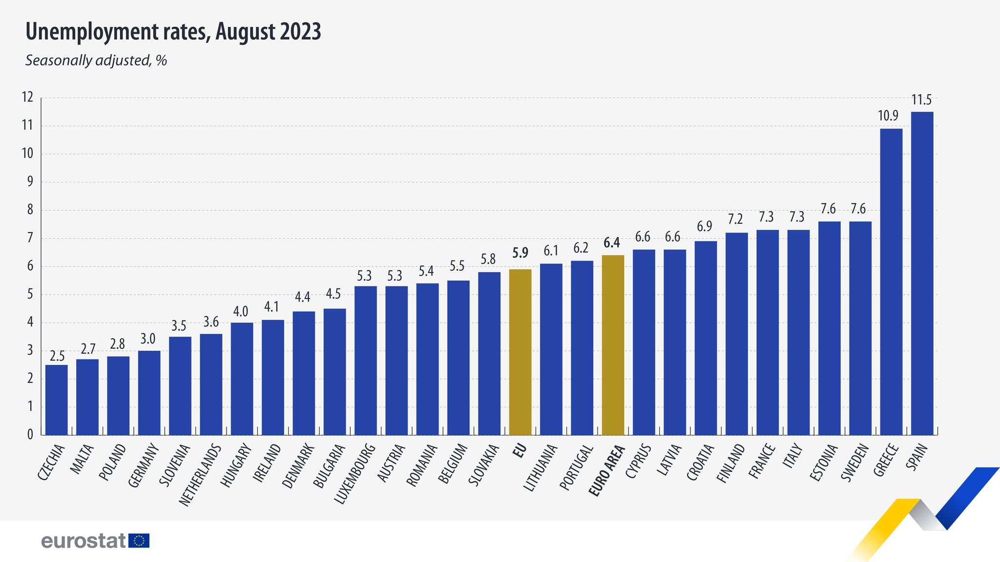 Unemployment rates, August 2023
Seasonally adjusted, %
12
11
10
9
8
7
6
5
4
3
2
1
0
2.5
2.7
2.8
3.0
3.5
3.6
4.0
4.1
4.4
4.5
5.3
5.3
5.4
5.5
5.8
5.9
6.1
6.2
6.4
6.6
6.6
6.9
7.2
7.3
7.3
7.6
7.6
10.9
11.5
CZECHIA
MALTA
POLAND
GERMANY
SLOVENIA
NETHERLANDS
HUNGARY
IRELAND
DENMARK
BULGARIA
LUXEMBOURG
AUSTRIA
ROMANIA
BELGIUM
SLOVAKIA
EU
LITHUANIA
PORTUGAL
EURO AREA
CYPRUS
LATVIA
CROATIA
FINLAND
FRANCE
ITALY
ESTONIA
SWEDEN
GREECE
SPAIN
eurostat